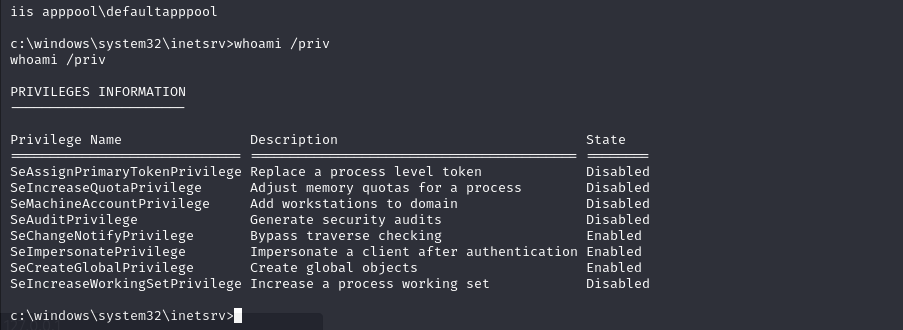 iis apppool\defaultapppool
c:\windows\system32\inetsrv>whoami /priv
whoami /priv
PRIVILEGES INFORMATION
Privilege Name Description State
SeAssignPrimaryTokenPrivilege Replace a process level token Disabled
SeIncreaseQuotaPrivilege Adjust memory quotas for a process Disabled
SeMachineAccountPrivilege Add workstations to domain Disabled
SeAuditPrivilege Generate security audits Disabled
SeChangeNotifyPrivilege Bypass traverse checking Enabled
SeImpersonatePrivilege Impersonate a client after authentication Enabled
SeCreateGlobalPrivilege Create global objects Enabled
SeIncreaseWorkingSetPrivilege Increase a process working set Disabled
c:\windows\system32\inetsrv>